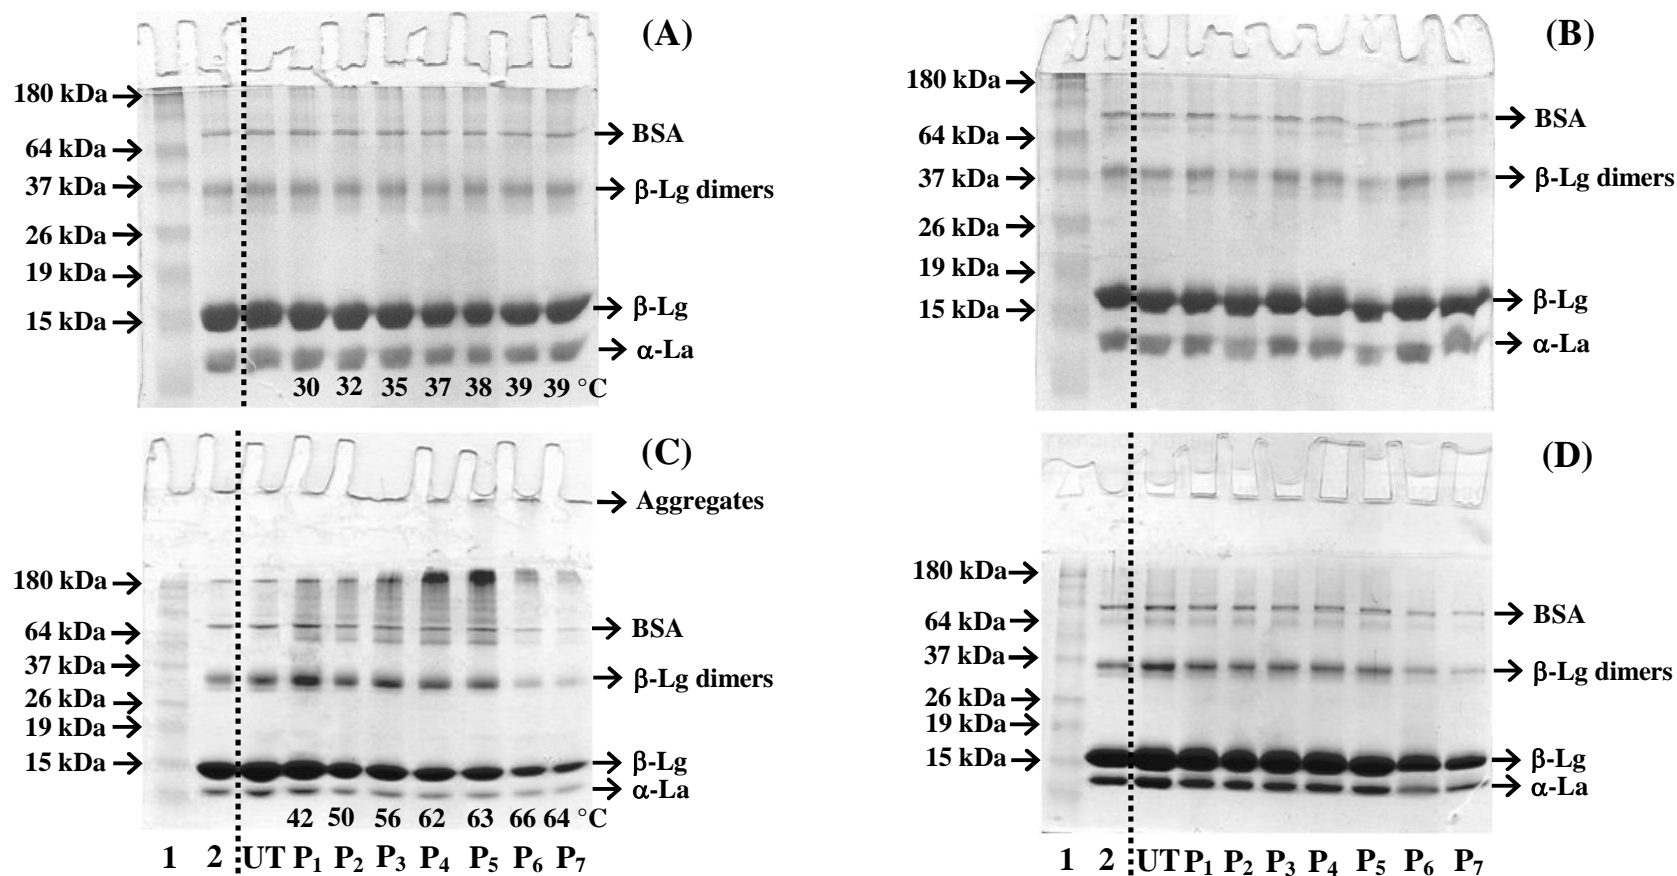 (A)
180 kDa
64 kDa
37 kDa
26 kDa
19 kDa
15 kDa
BSA
β-Lg dimers
β-Lg
α-La
30 32 35 37 38 39 39 °C
(B)
180 kDa
64 kDa
37 kDa
26 kDa
19 kDa
15 kDa
BSA
β-Lg dimers
β-Lg
α-La
(C)
Aggregates
180 kDa
64 kDa
37 kDa
26 kDa
19 kDa
15 kDa
BSA
β-Lg dimers
β-Lg
α-La
42 50 56 62 63 66 64 °C
1 2 UT P1 P2 P3 P4 P5 P6 P7
(D)
180 kDa
64 kDa
37 kDa
26 kDa
19 kDa
15 kDa
BSA
β-Lg dimers
β-Lg
α-La
1 2 UT P1 P2 P3 P4 P5 P6 P7